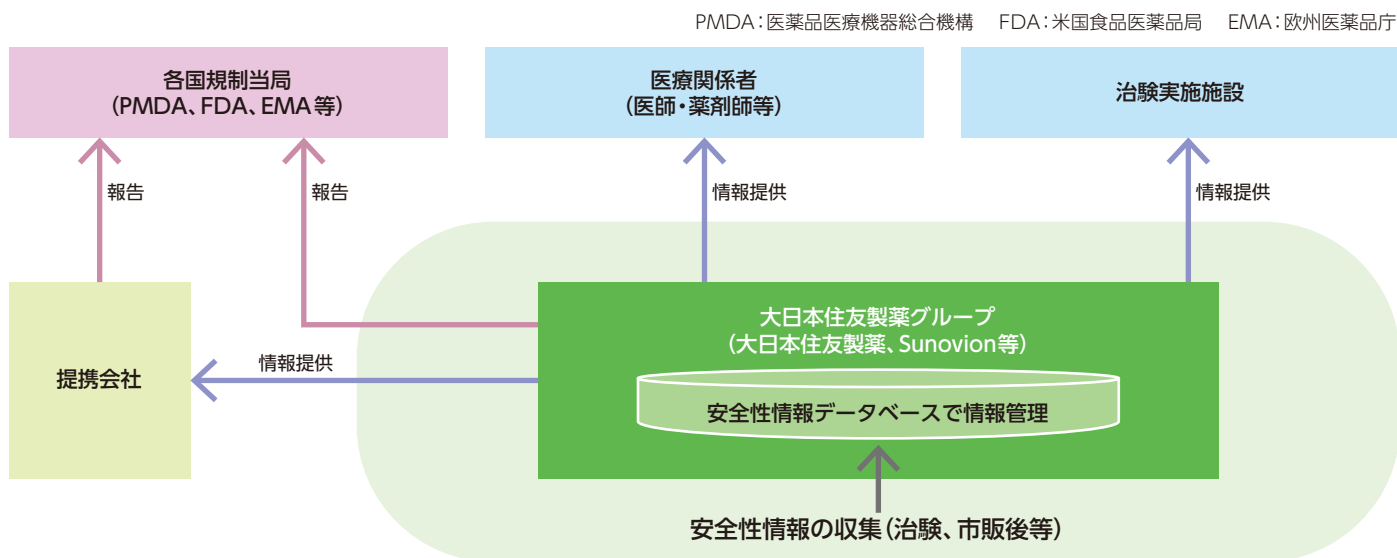 PMDA：医薬品医療機器総合機構　FDA：米国食品医薬品局　EMA：欧州医薬品庁
各国規制当局
（PMDA、FDA、EMA等）
医療関係者
（医師・薬剤師等）
治験実施施設
報告
報告
情報提供
情報提供
大日本住友製薬グループ
（大日本住友製薬、Sunovion等）
情報提供
提携会社
安全性情報データベースで情報管理
安全性情報の収集（治験、市販後等）